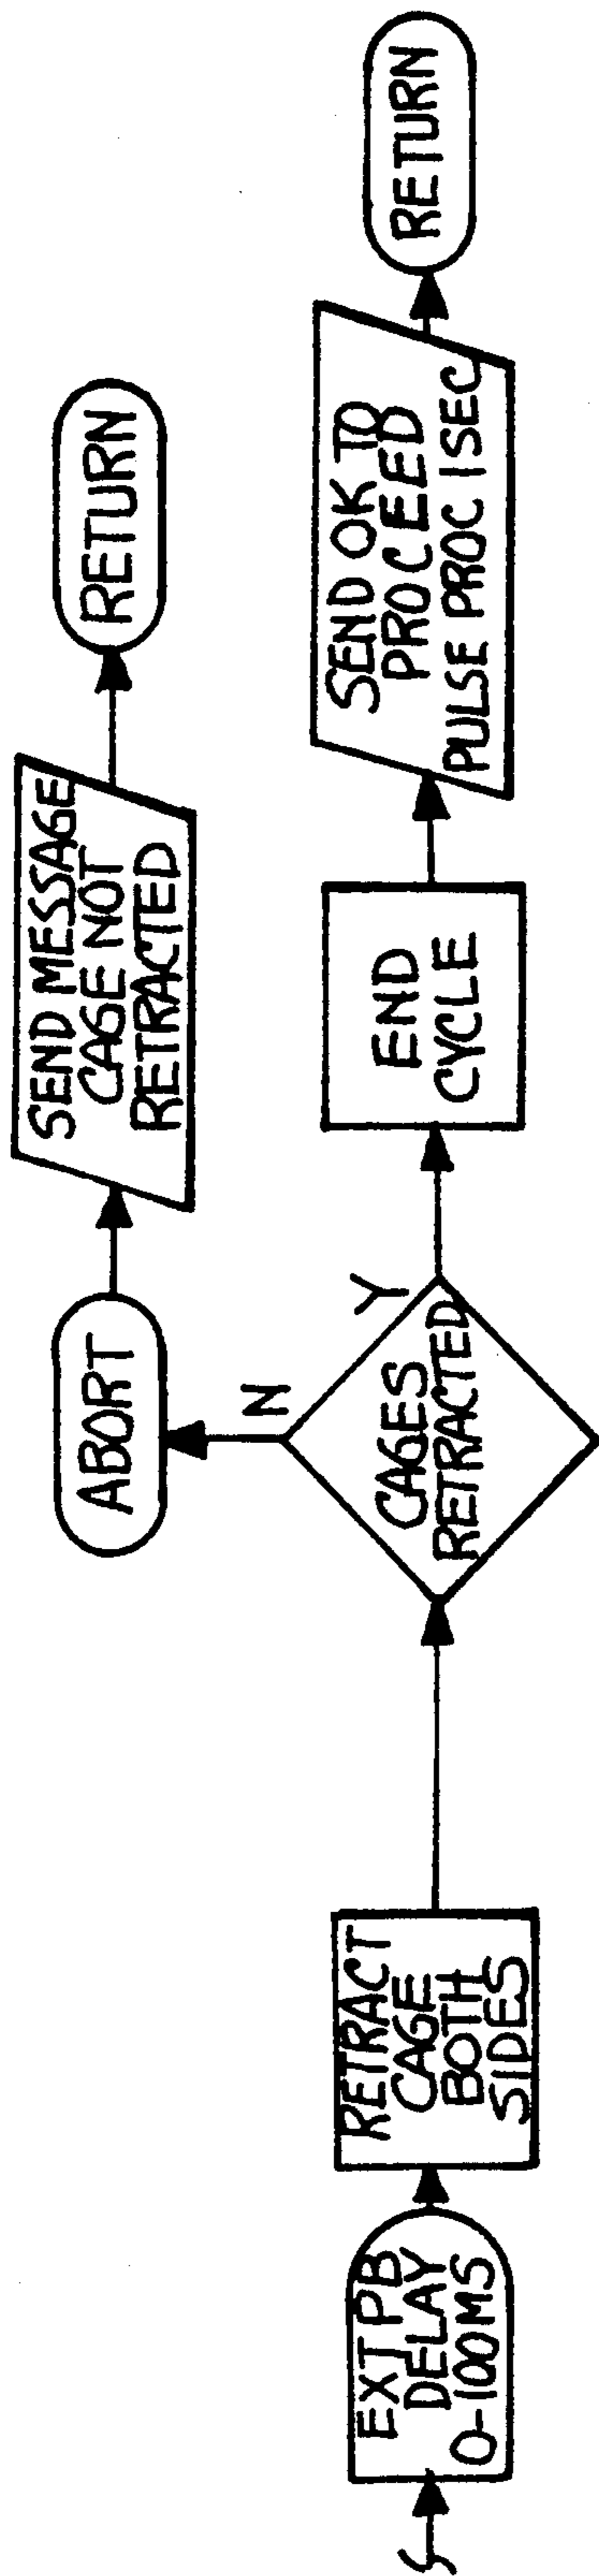 EXT PB
DELAY
0-100MS
RETRACT
CAGE
BOTH
SIDES
CAGES
RETRACTED
N
Y
ABORT
SEND MESSAGE
CAGE NOT
RETRACTED
RETURN
END
CYCLE
SEND OK TO
PROCEED
PULSE PROC 1SEC
RETURN